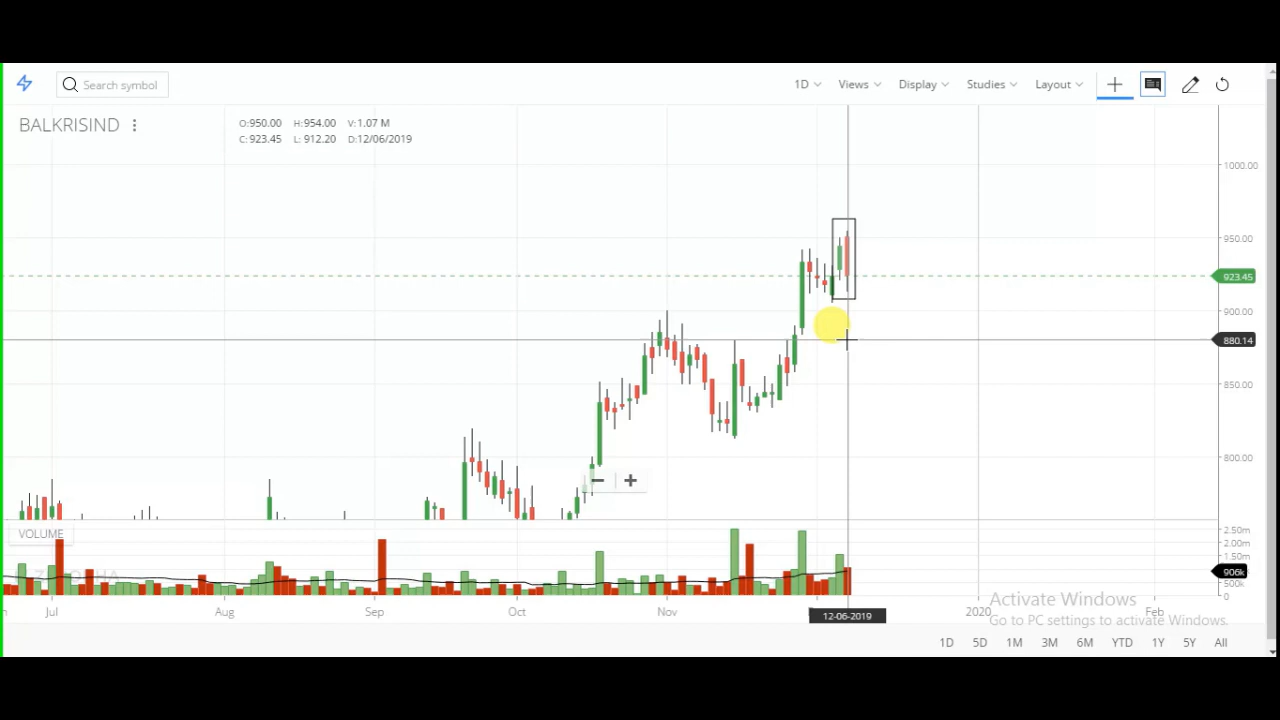 Search symbol
1D Views Display Studies Layout
BALKRISIND
O:950.00 H:954.00 V:1.07 M
C:923.45 L: 912.20 D:12/06/2019
1000.00
950.00
923.45
900.00
880.14
850.00
800.00
VOLUME
2.50m
2.00m
1.50m
906k
500k
0
Jul Aug Sep Oct Nov 12-06-2019 2020 Feb
Activate Windows
Go to PC settings to activate Windows.
1D 5D 1M 3M 6M YTD 1Y 5Y All